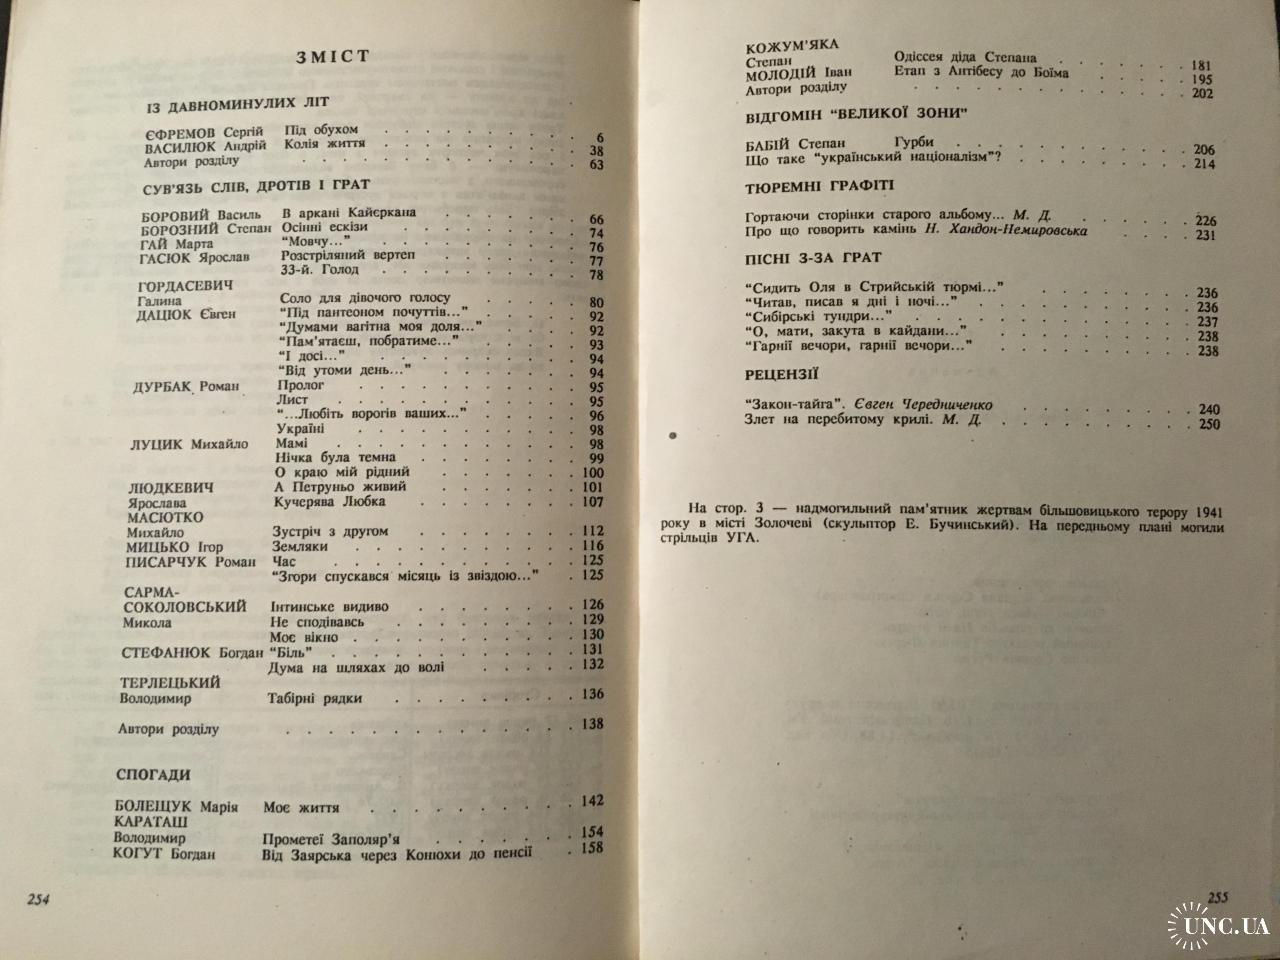 ЗМІСТ
ІЗ ДАВНОМИНУЛИХ ЛІТ
ЄФРЕМОВ Сергій Під обухом . . . . . . . . . . 6
ВАСИЛЮК Андрій Колія життя . . . . . . . . . . 38
Автори розділу . . . . . . . . . . 63
СУВ'ЯЗЬ СЛІВ, ДРОТІВ І ГРАТ
БОРОВИЙ Василь В аркані Кайєркана . . . . . . . 66
БОРОЗНИЙ Степан Осінні ескізи . . . . . . . . 74
ГАЙ Марта "Мовчу..." . . . . . . . . . 76
ГАСЮК Ярослав Розстріляний вертеп . . . . . . . 77
33-й. Голод . . . . . . . . 78
ГОРДАСЕВИЧ
Галина Соло для дівочого голосу . . . . . 80
ДАЦЮК Євген "Під пантеоном почуттів..." . . . . 92
"Думами вагітна моя доля..." . . . . 92
"Пам'ятаєш, побратиме..." . . . . 93
"І досі..." . . . . . . . . . 94
"Від утоми день..." . . . . . . . 94
ДУРБАК Роман Пролог . . . . . . . . . . 95
Лист . . . . . . . . . . 95
"...Любіть ворогів ваших..." . . . . . 96
Україні . . . . . . . . . 98
ЛУЦИК Михайло Мамі . . . . . . . . . . 98
Нічка була темна . . . . . . . 99
О краю мій рідний . . . . . . . 100
ЛЮДКЕВИЧ А Петруньо живий . . . . . . . 101
Ярослава Кучерява Любка . . . . . . . 107
МАСЮТКО
Михайло Зустріч з другом . . . . . . . 112
МИЦЬКО Ігор Земляки . . . . . . . . . 116
ПИСАРЧУК Роман Час . . . . . . . . . . 125
"Згори спускався місяць із звіздою..." . 125
САРМА-
СОКОЛОВСЬКИЙ Інтинське видиво . . . . . . . 126
Микола Не сподівавсь . . . . . . . . 129
Моє вікно . . . . . . . . . 130
СТЕФАНЮК Богдан "Біль" . . . . . . . . . . 131
Дума на шляхах до волі . . . . . 132
ТЕРЛЕЦЬКИЙ
Володимир Табірні рядки . . . . . . . . 136
Автори розділу . . . . . . . . . . 138
СПОГАДИ
БОЛЕЩУК Марія Моє життя . . . . . . . . . 142
КАРАТАШ
Володимир Прометеї Заполяр'я . . . . . . . 154
КОГУТ Богдан Від Заярська через Конюхи до пенсії . 158
254
КОЖУМ'ЯКА
Степан Одіссея діда Степана . . . . . . 181
МОЛОДІЙ Іван Етап з Антібесу до Боїма . . . . . 195
Автори розділу . . . . . . . . . . 202
ВІДГОМІН "ВЕЛИКОЇ ЗОНИ"
БАБІЙ Степан Гурби . . . . . . . . . . 206
Що таке "український націоналізм"? . . . . . . . 214
ТЮРЕМНІ ГРАФІТІ
Гортаючи сторінки старого альбому... М. Д. . . . . . 226
Про що говорить камінь Н. Хандон-Немировська . . . . 231
ПІСНІ З-ЗА ГРАТ
"Сидить Оля в Стрийській тюрмі..." . . . . . . . 236
"Читав, писав я дні і ночі..." . . . . . . . . 236
"Сибірські тундри..." . . . . . . . . . . 237
"О, мати, закута в кайдани..." . . . . . . . . 238
"Гарнії вечори, гарнії вечори..." . . . . . . . 238
РЕЦЕНЗІЇ
"Закон-тайга". Євген Чередниченко . . . . . . . 240
Злет на перебитому крилі. М. Д. . . . . . . . 250
На стор. 3 — надмогильний пам'ятник жертвам більшовицького терору 1941
року в місті Золочеві (скульптор Е. Бучинський). На передньому плані могили
стрільців УГА.
255
UNC.UA